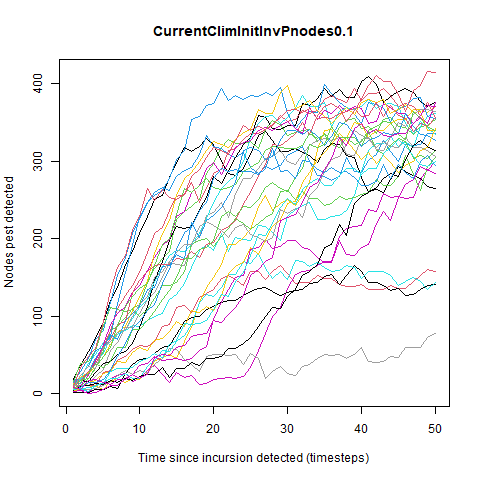 CurrentClimInitInvPnodes0.1
Nodes pest detected
400
300
200
100
0
0 10 20 30 40 50
Time since incursion detected (timesteps)